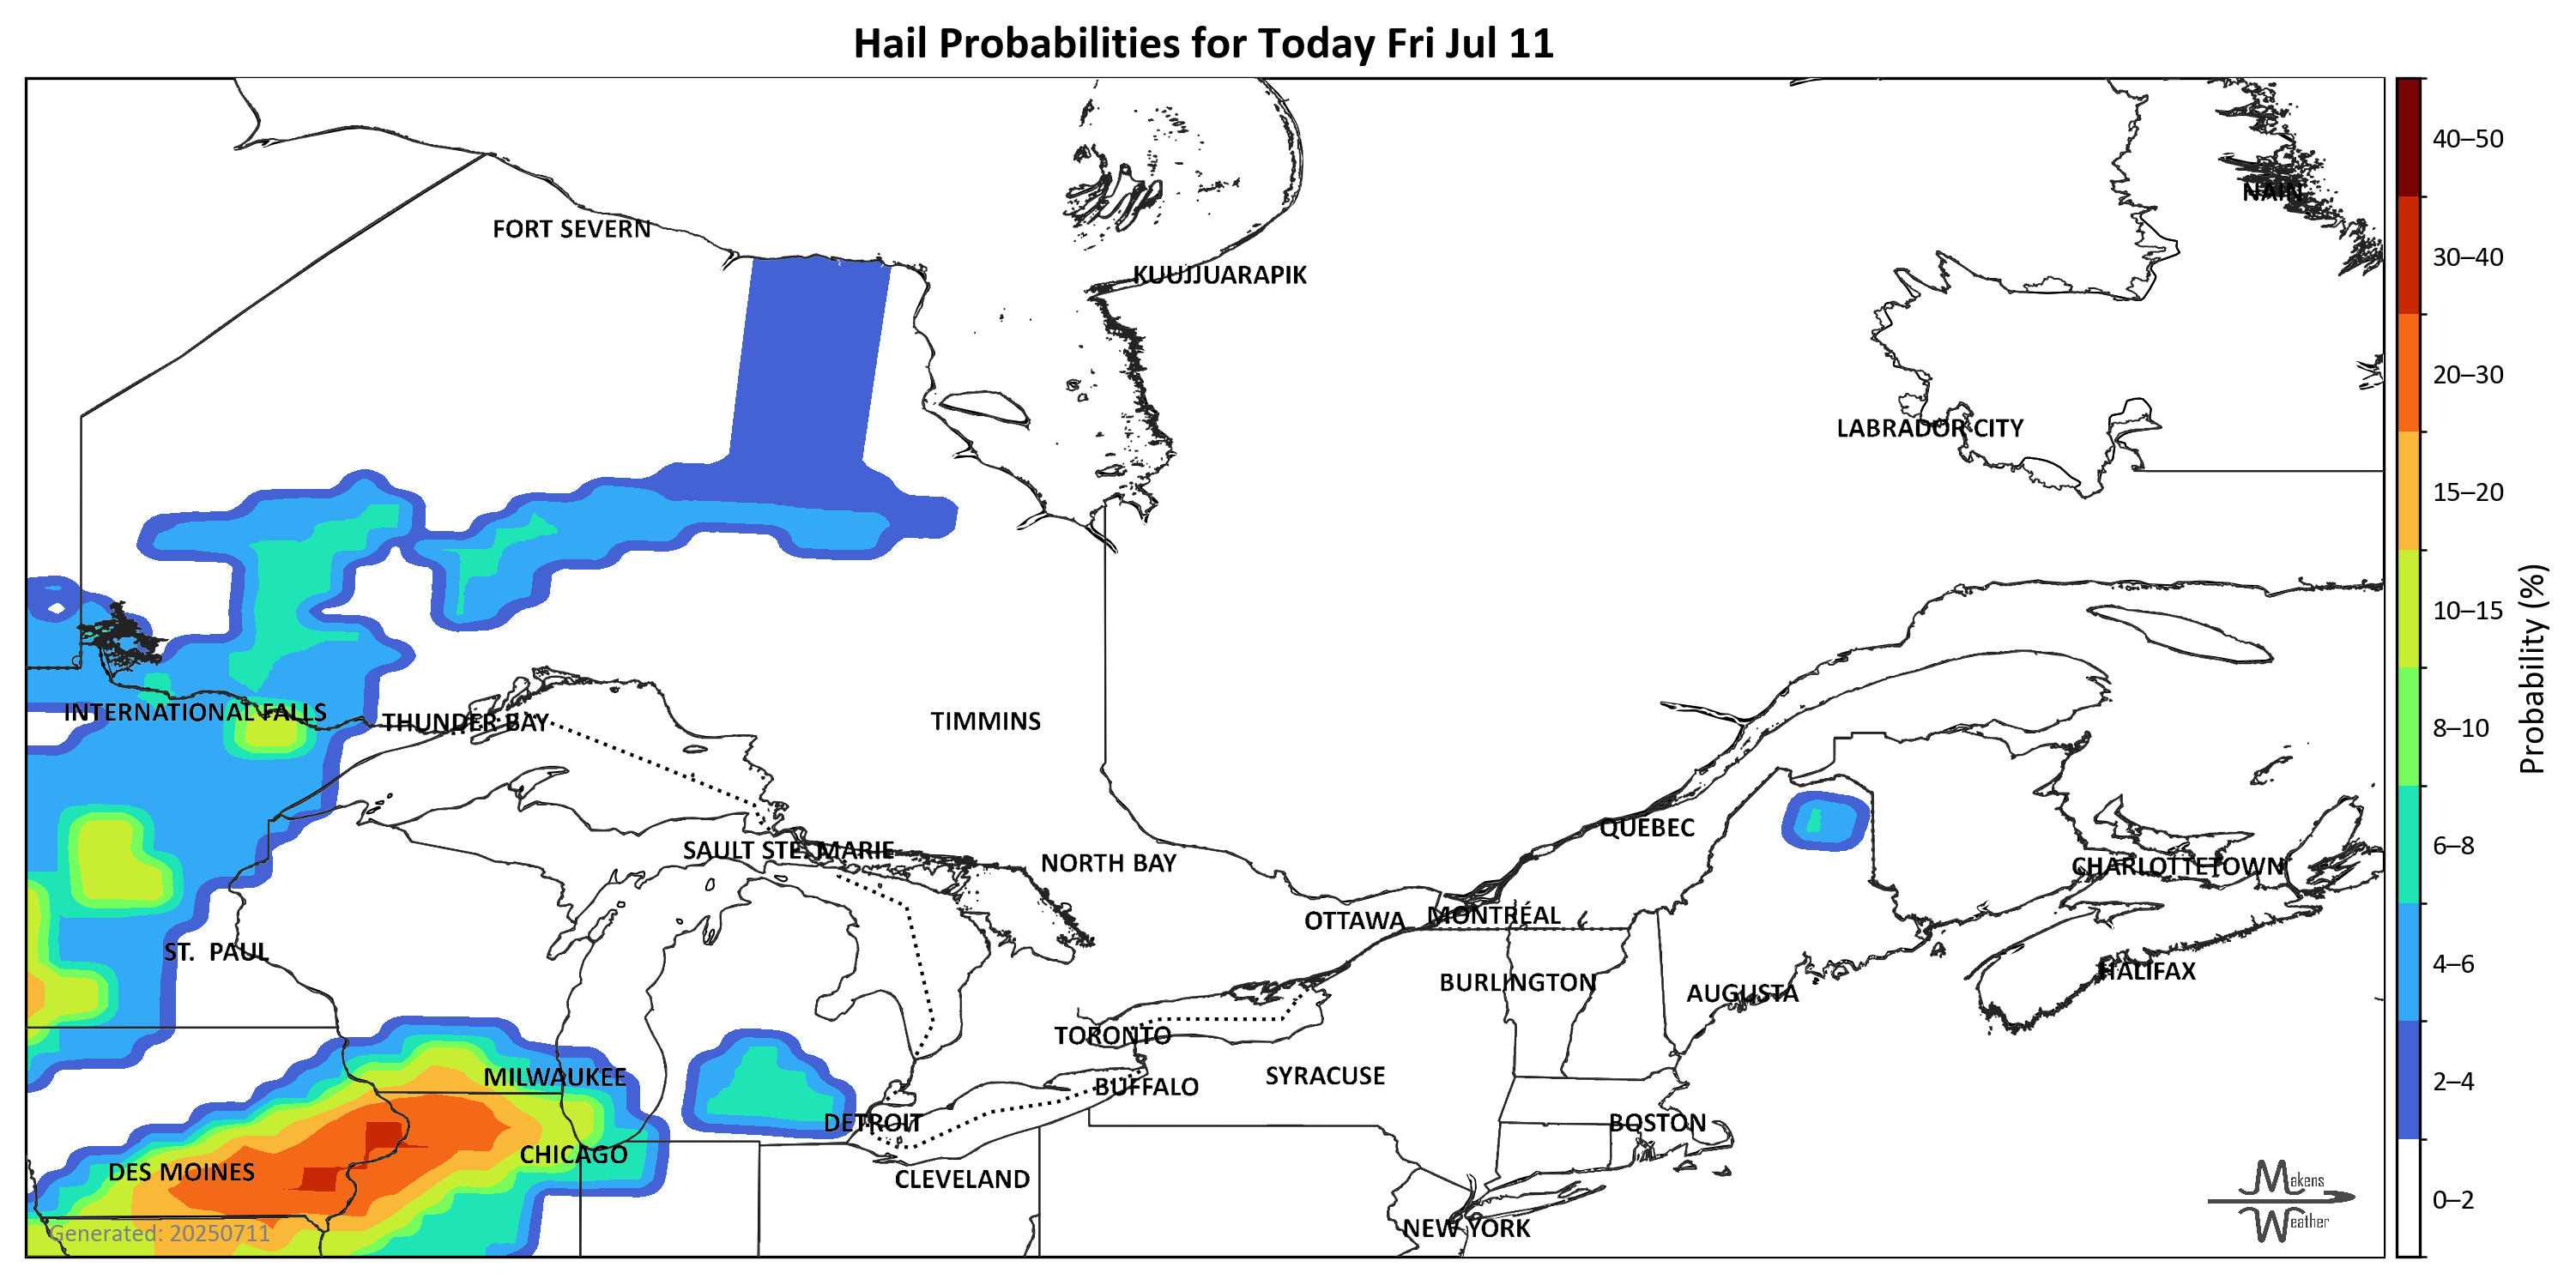 Hail Probabilities for Today Fri Jul 11
40–50
NAIN
FORT SEVERN
30–40
KUUJJUARAPIK
20–30
LABRADOR CITY
15–20
10–15
Probability (%)
INTERNATIONAL FALLS
THUNDER BAY
TIMMINS
8–10
QUEBEC
SAULT STE. MARIE
NORTH BAY
CHARLOTTETOWN
6–8
OTTAWA
MONTRÉAL
ST. PAUL
4–6
HALIFAX
BURLINGTON
AUGUSTA
TORONTO
SYRACUSE
MILWAUKEE
BUFFALO
2–4
DETROIT
BOSTON
CHICAGO
DES MOINES
CLEVELAND
Makens
Weather
0–2
NEW YORK
Generated: 20250711